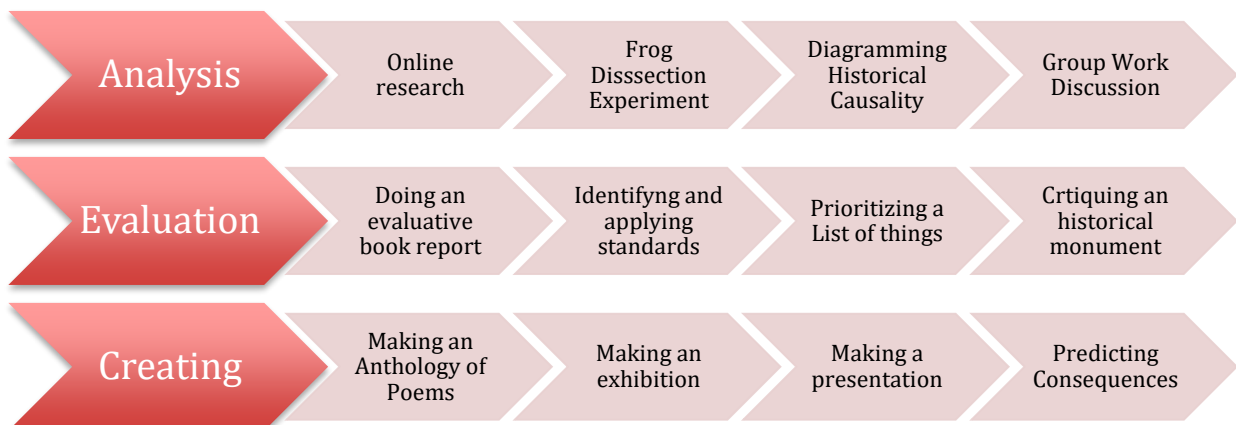 Analysis
Online
research
Frog
Disssection
Experiment
Diagramming
Historical
Causality
Group Work
Discussion
Evaluation
Doing an
evaluative
book report
Identifyng and
applying
standards
Prioritizing a
List of things
Crtiquing an
historical
monument
Creating
Making an
Anthology of
Poems
Making an
exhibition
Making a
presentation
Predicting
Consequences